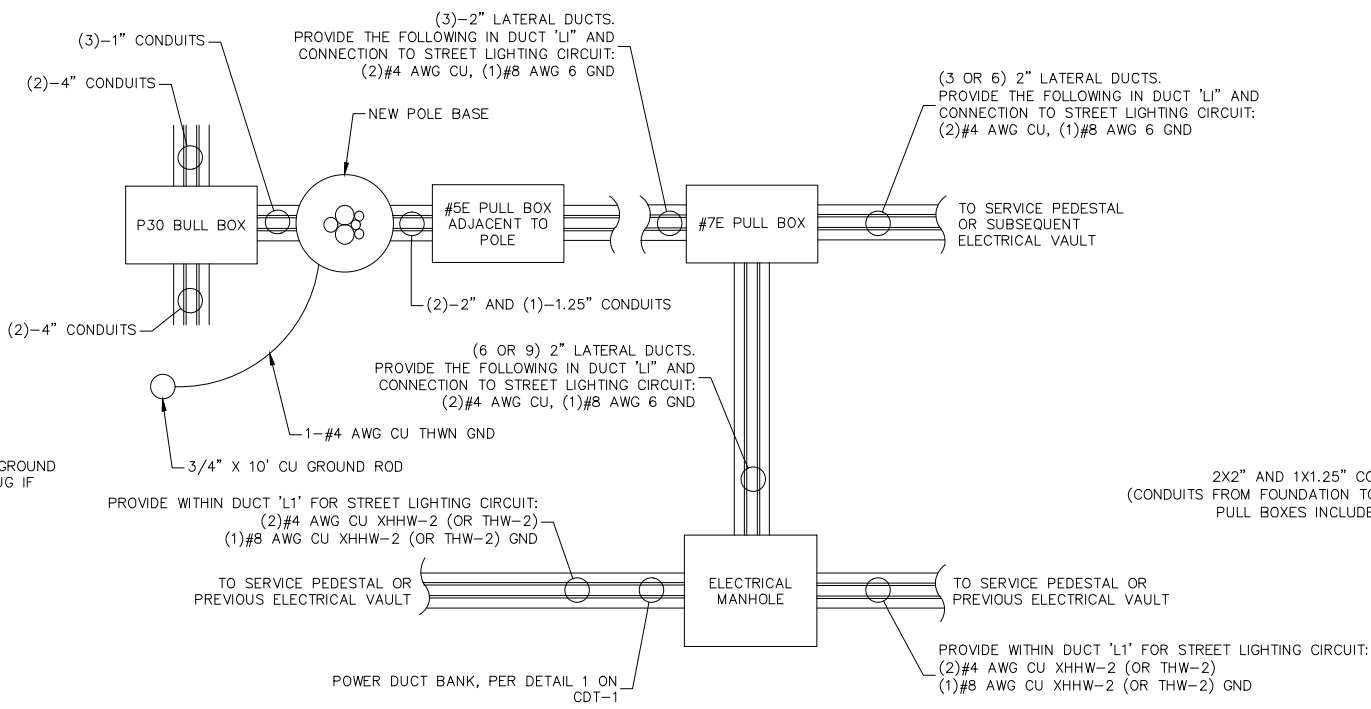 (3)-1" CONDUITS
(2)-4" CONDUITS
(3)-2" LATERAL DUCTS.
PROVIDE THE FOLLOWING IN DUCT 'LI" AND
CONNECTION TO STREET LIGHTING CIRCUIT:
(2)#4 AWG CU, (1)#8 AWG 6 GND
NEW POLE BASE
(3 OR 6) 2" LATERAL DUCTS.
PROVIDE THE FOLLOWING IN DUCT 'LI" AND
CONNECTION TO STREET LIGHTING CIRCUIT:
(2)#4 AWG CU, (1)#8 AWG 6 GND
P30 BULL BOX
#5E PULL BOX
ADJACENT TO
POLE
#7E PULL BOX
TO SERVICE PEDESTAL
OR SUBSEQUENT
ELECTRICAL VAULT
(2)-4" CONDUITS
(2)-2" AND (1)-1.25" CONDUITS
(6 OR 9) 2" LATERAL DUCTS.
PROVIDE THE FOLLOWING IN DUCT 'LI" AND
CONNECTION TO STREET LIGHTING CIRCUIT:
(2)#4 AWG CU, (1)#8 AWG 6 GND
1-#4 AWG CU THWN GND
3/4" X 10' CU GROUND ROD
GROUND
UG IF
PROVIDE WITHIN DUCT 'L1' FOR STREET LIGHTING CIRCUIT:
(2)#4 AWG CU XHHW-2 (OR THW-2)
(1)#8 AWG CU XHHW-2 (OR THW-2) GND
2X2" AND 1X1.25" CO
(CONDUITS FROM FOUNDATION TO
PULL BOXES INCLUDE
TO SERVICE PEDESTAL OR
PREVIOUS ELECTRICAL VAULT
ELECTRICAL
MANHOLE
TO SERVICE PEDESTAL OR
PREVIOUS ELECTRICAL VAULT
POWER DUCT BANK, PER DETAIL 1 ON
CDT-1
PROVIDE WITHIN DUCT 'L1' FOR STREET LIGHTING CIRCUIT:
(2)#4 AWG CU XHHW-2 (OR THW-2)
(1)#8 AWG CU XHHW-2 (OR THW-2) GND